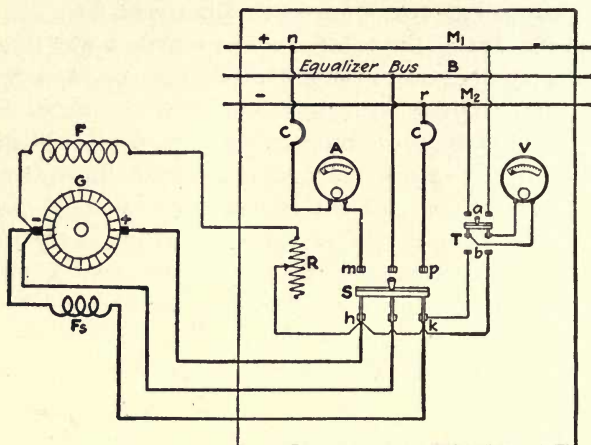 + n M₁ -
Equalizer Bus B
- r M₂
F C C A V
G a
- + T
R m p b
S
Fs h k